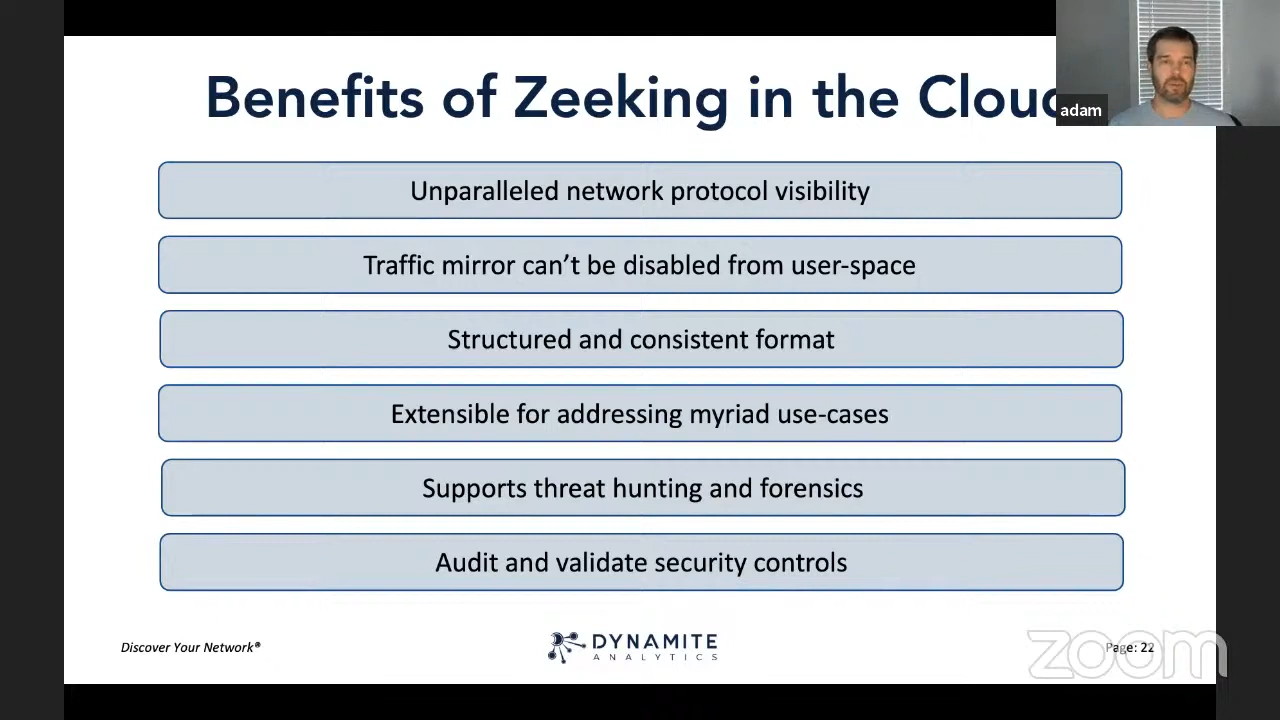 Benefits of Zeeking in the Clou
adam
Unparalleled network protocol visibility
Traffic mirror can’t be disabled from user-space
Structured and consistent format
Extensible for addressing myriad use-cases
Supports threat hunting and forensics
Audit and validate security controls
Discover Your Network®
DYNAMITE
ANALYTICS
Page: 22
zoom